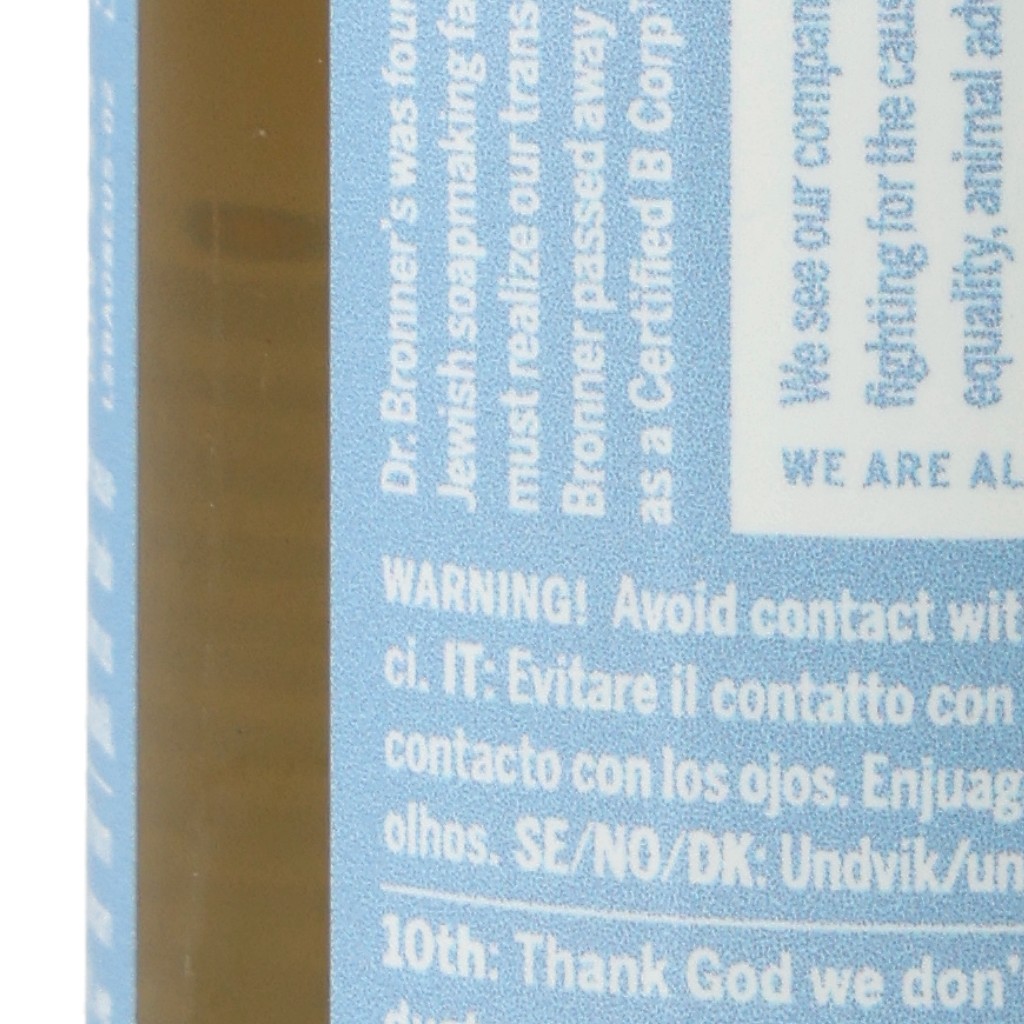 Dr. Bronner's was four
Jewish soapmaking fa
must realize our trans
Bronner passed away
as a Certified B Corp
We see our compan
fighting for the caus
equality, animal adv
WE ARE AL
WARNING! Avoid contact wit
ci. IT: Evitare il contatto con
contacto con los ojos. Enjuag
olhos. SE/NO/DK: Undvik/un
10th: Thank God we don'